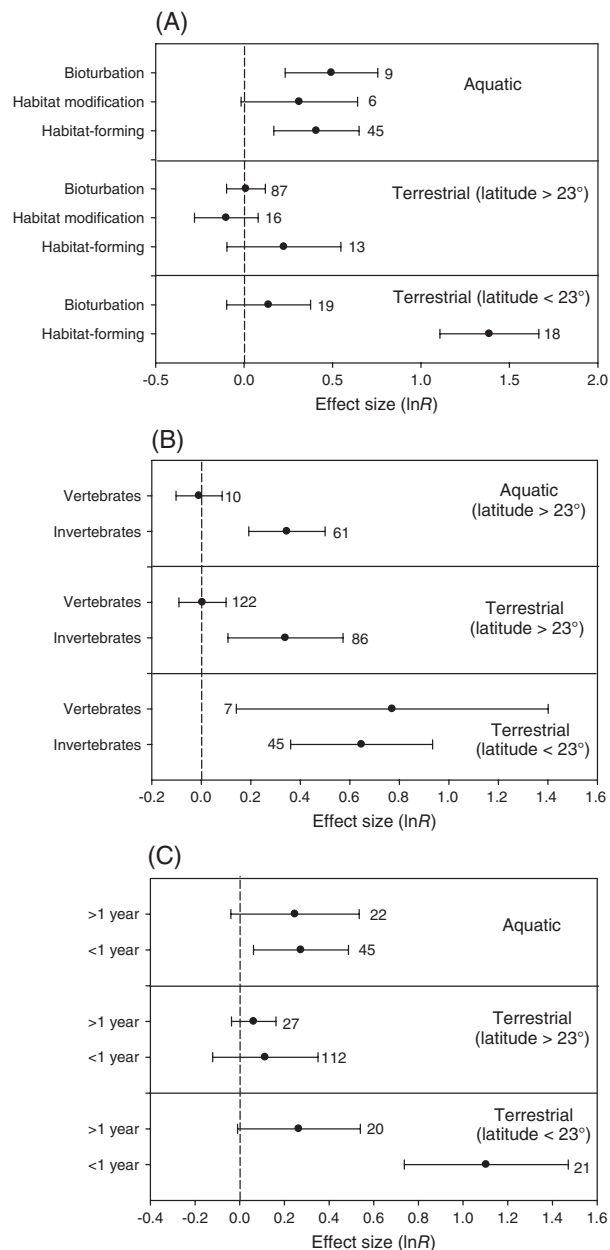 (A)
Bioturbation 9 Aquatic
Habitat modification 6
Habitat-forming 45
Bioturbation 87 Terrestrial (latitude > 23°)
Habitat modification 16
Habitat-forming 13
Bioturbation 19 Terrestrial (latitude < 23°)
Habitat-forming 18
-0.5 0.0 0.5 1.0 1.5 2.0
Effect size (lnR)
(B)
Vertebrates 10 Aquatic
(latitude > 23°)
Invertebrates 61
Vertebrates 122 Terrestrial
(latitude > 23°)
Invertebrates 86
Vertebrates 7
Terrestrial
(latitude < 23°)
Invertebrates 45
-0.2 0.0 0.2 0.4 0.6 0.8 1.0 1.2 1.4 1.6
Effect size (lnR)
(C)
>1 year 22 Aquatic
<1 year 45
>1 year 27 Terrestrial
(latitude > 23°)
<1 year 112
>1 year 20 Terrestrial
(latitude < 23°)
<1 year 21
-0.4 -0.2 0.0 0.2 0.4 0.6 0.8 1.0 1.2 1.4 1.6
Effect size (lnR)